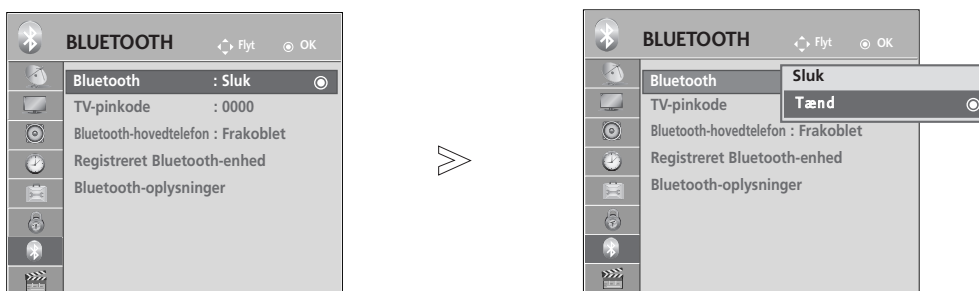 BLUETOOTH Flyt OK
Bluetooth : Sluk
TV-pinkode : 0000
Bluetooth-hovedtelefon : Frakoblet
Registreret Bluetooth-enhed
Bluetooth-oplysninger
BLUETOOTH Flyt OK
Bluetooth
Sluk
Tænd
TV-pinkode
Bluetooth-hovedtelefon : Frakoblet
Registreret Bluetooth-enhed
Bluetooth-oplysninger